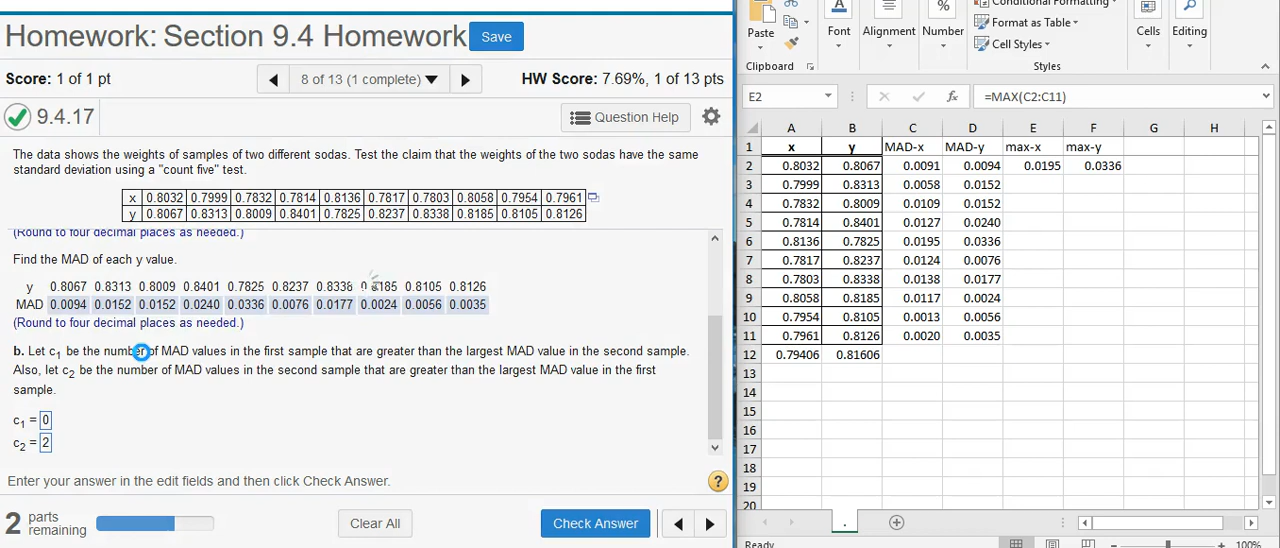 Homework: Section 9.4 Homework Save
Score: 1 of 1 pt 8 of 13 (1 complete) HW Score: 7.69%, 1 of 13 pts
9.4.17 Question Help
The data shows the weights of samples of two different sodas. Test the claim that the weights of the two sodas have the same
standard deviation using a "count five" test.
x 0.8032 0.7999 0.7832 0.7814 0.8136 0.7817 0.7803 0.8058 0.7954 0.7961
y 0.8067 0.8313 0.8009 0.8401 0.7825 0.8237 0.8338 0.8185 0.8105 0.8126
(Round to four decimal places as needed.)
Find the MAD of each y value.
y 0.8067 0.8313 0.8009 0.8401 0.7825 0.8237 0.8338 0.8185 0.8105 0.8126
MAD 0.0094 0.0152 0.0152 0.0240 0.0336 0.0076 0.0177 0.0024 0.0056 0.0035
(Round to four decimal places as needed.)
b. Let c1 be the number of MAD values in the first sample that are greater than the largest MAD value in the second sample.
Also, let c2 be the number of MAD values in the second sample that are greater than the largest MAD value in the first
sample.
c1 = 0
c2 = 2
Enter your answer in the edit fields and then click Check Answer.
?
2 parts
remaining
Clear All Check Answer
Conditional Formatting
Format as Table
Cell Styles
Paste Font Alignment Number Cells Editing
A %
Clipboard Styles
E2 fx =MAX(C2:C11)
A B C D E F G H
1 x y MAD-x MAD-y max-x max-y
2 0.8032 0.8067 0.0091 0.0094 0.0195 0.0336
3 0.7999 0.8313 0.0058 0.0152
4 0.7832 0.8009 0.0109 0.0152
5 0.7814 0.8401 0.0127 0.0240
6 0.8136 0.7825 0.0195 0.0336
7 0.7817 0.8237 0.0124 0.0076
8 0.7803 0.8338 0.0138 0.0177
9 0.8058 0.8185 0.0117 0.0024
10 0.7954 0.8105 0.0013 0.0056
11 0.7961 0.8126 0.0020 0.0035
12 0.79406 0.81606
13
14
15
16
17
18
19
20
.
Ready 100%